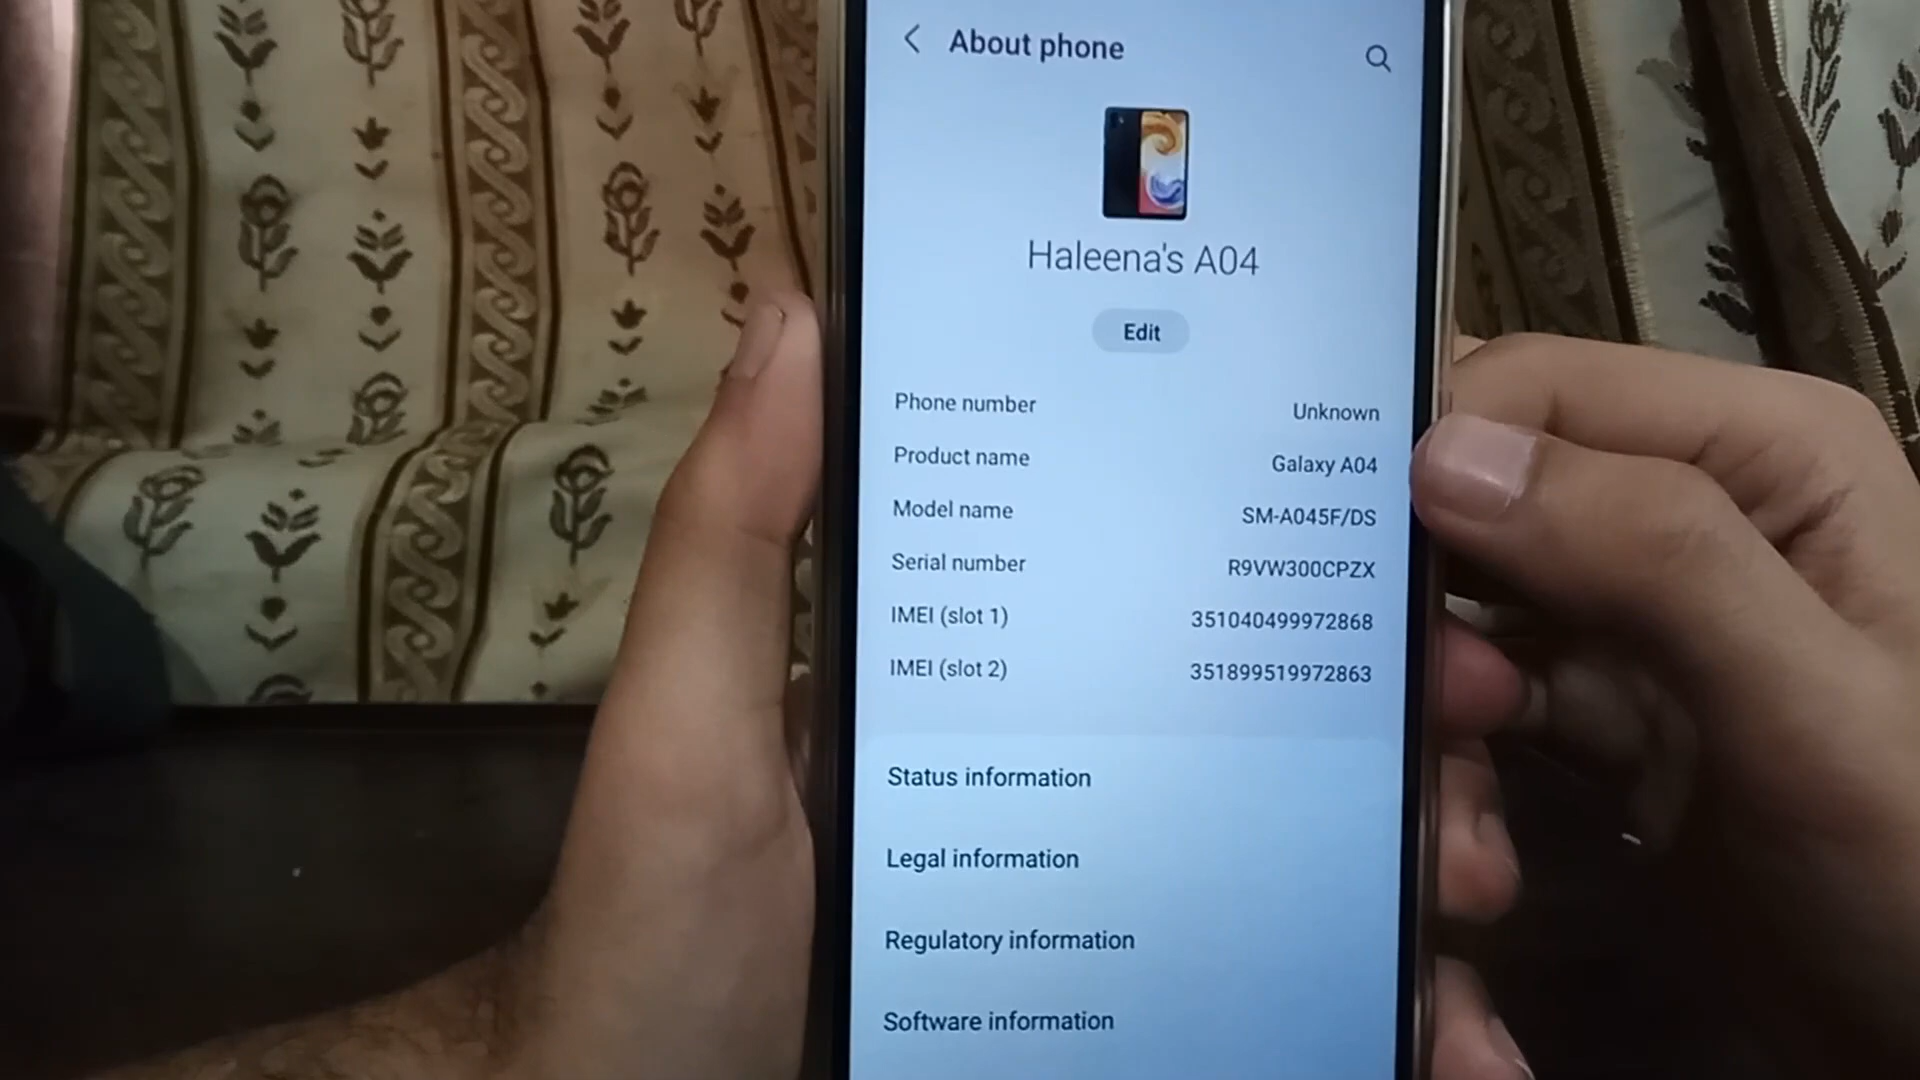 About phone
Haleena's A04
Edit
Phone number Unknown
Product name Galaxy A04
Model name SM-A045F/DS
Serial number R9VW300CPZX
IMEI (slot 1) 351040499972868
IMEI (slot 2) 351899519972863
Status information
Legal information
Regulatory information
Software information